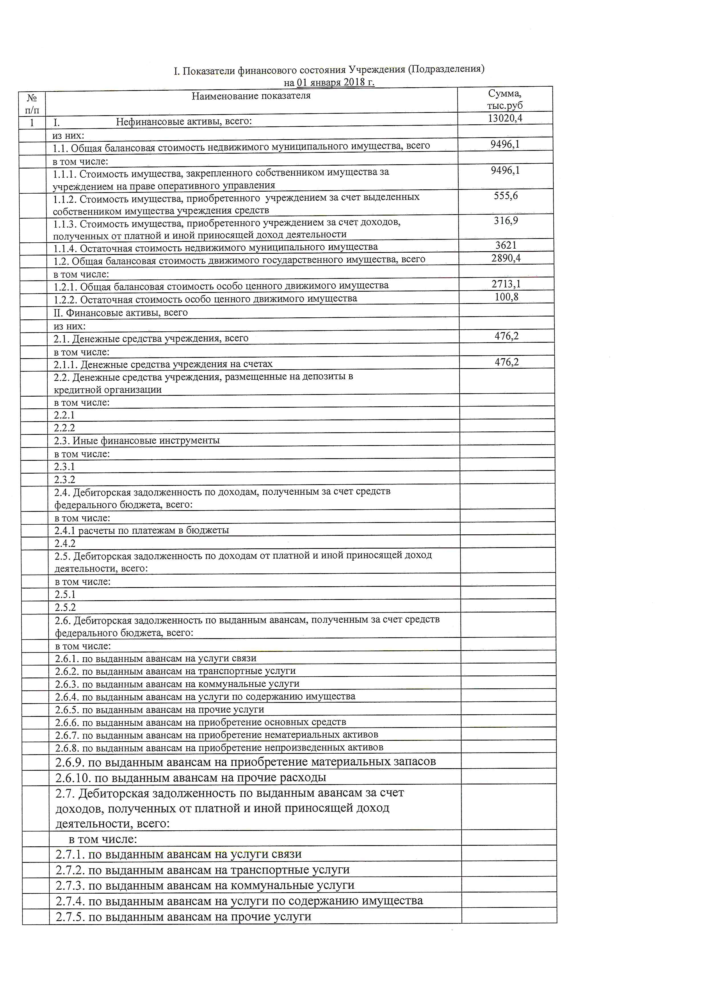 I. Показатели финансового состояния Учреждения (Подразделения)
на 01 января 2018 г.
№ п/п Наименование показателя Сумма, тыс.руб
1 I. Нефинансовые активы, всего: 13020,4
из них:
1.1. Общая балансовая стоимость недвижимого муниципального имущества, всего 9496,1
в том числе:
1.1.1. Стоимость имущества, закрепленного собственником имущества за 9496,1
учреждением на праве оперативного управления
1.1.2. Стоимость имущества, приобретенного учреждением за счет выделенных 555,6
собственником имущества учреждения средств
1.1.3. Стоимость имущества, приобретенного учреждением за счет доходов, 316,9
полученных от платной и иной приносящей доход деятельности
1.1.4. Остаточная стоимость недвижимого муниципального имущества 3621
1.2. Общая балансовая стоимость движимого государственного имущества, всего 2890,4
в том числе:
1.2.1. Общая балансовая стоимость особо ценного движимого имущества 2713,1
1.2.2. Остаточная стоимость особо ценного движимого имущества 100,8
II. Финансовые активы, всего
из них:
2.1. Денежные средства учреждения, всего 476,2
в том числе:
2.1.1. Денежные средства учреждения на счетах 476,2
2.2. Денежные средства учреждения, размещенные на депозиты в
кредитной организации
в том числе:
2.2.1
2.2.2
2.3. Иные финансовые инструменты
в том числе:
2.3.1
2.3.2
2.4. Дебиторская задолженность по доходам, полученным за счет средств
федерального бюджета, всего:
в том числе:
2.4.1 расчеты по платежам в бюджеты
2.4.2
2.5. Дебиторская задолженность по доходам от платной и иной приносящей доход
деятельности, всего:
в том числе:
2.5.1
2.5.2
2.6. Дебиторская задолженность по выданным авансам, полученным за счет средств
федерального бюджета, всего:
в том числе:
2.6.1. по выданным авансам на услуги связи
2.6.2. по выданным авансам на транспортные услуги
2.6.3. по выданным авансам на коммунальные услуги
2.6.4. по выданным авансам на услуги по содержанию имущества
2.6.5. по выданным авансам на прочие услуги
2.6.6. по выданным авансам на приобретение основных средств
2.6.7. по выданным авансам на приобретение нематериальных активов
2.6.8. по выданным авансам на приобретение непроизведенных активов
2.6.9. по выданным авансам на приобретение материальных запасов
2.6.10. по выданным авансам на прочие расходы
2.7. Дебиторская задолженность по выданным авансам за счет
доходов, полученных от платной и иной приносящей доход
деятельности, всего:
в том числе:
2.7.1. по выданным авансам на услуги связи
2.7.2. по выданным авансам на транспортные услуги
2.7.3. по выданным авансам на коммунальные услуги
2.7.4. по выданным авансам на услуги по содержанию имущества
2.7.5. по выданным авансам на прочие услуги